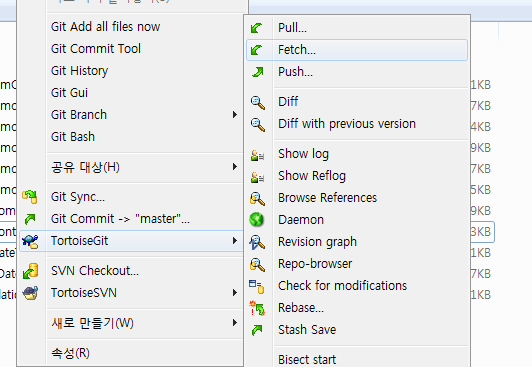 Git Add all files now
Git Commit Tool
Git History
Git Gui
Git Branch
Git Bash
공유 대상(H)
Git Sync...
Git Commit -> "master"...
TortoiseGit
SVN Checkout...
TortoiseSVN
새로 만들기(W)
속성(R)
Pull...
Fetch...
Push...
Diff
Diff with previous version
Show log
Show Reflog
Browse References
Daemon
Revision graph
Repo-browser
Check for modifications
Rebase...
Stash Save
Bisect start
1KB
4KB
7KB
7KB
4KB
5KB
9KB
3KB
1KB
7KB
1KB